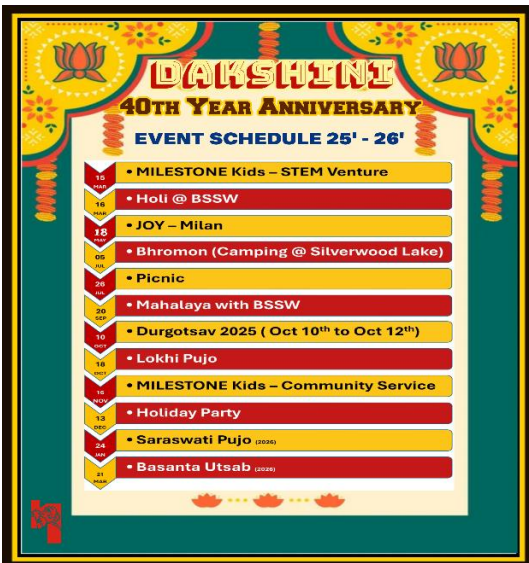 DAKSHINI
40TH YEAR ANNIVERSARY
EVENT SCHEDULE 25' - 26'
15 MAR • MILESTONE Kids – STEM Venture
16 MAR • Holi @ BSSW
18 MAY • JOY – Milan
05 JUL • Bhromon (Camping @ Silverwood Lake)
26 JUL • Picnic
20 SEP • Mahalaya with BSSW
10 OCT • Durgotsav 2025 ( Oct 10th to Oct 12th)
18 OCT • Lokhi Pujo
NOV • MILESTONE Kids – Community Service
13 DEC • Holiday Party
24 JAN • Saraswati Pujo (2026)
21 MAR • Basanta Utsab (2026)